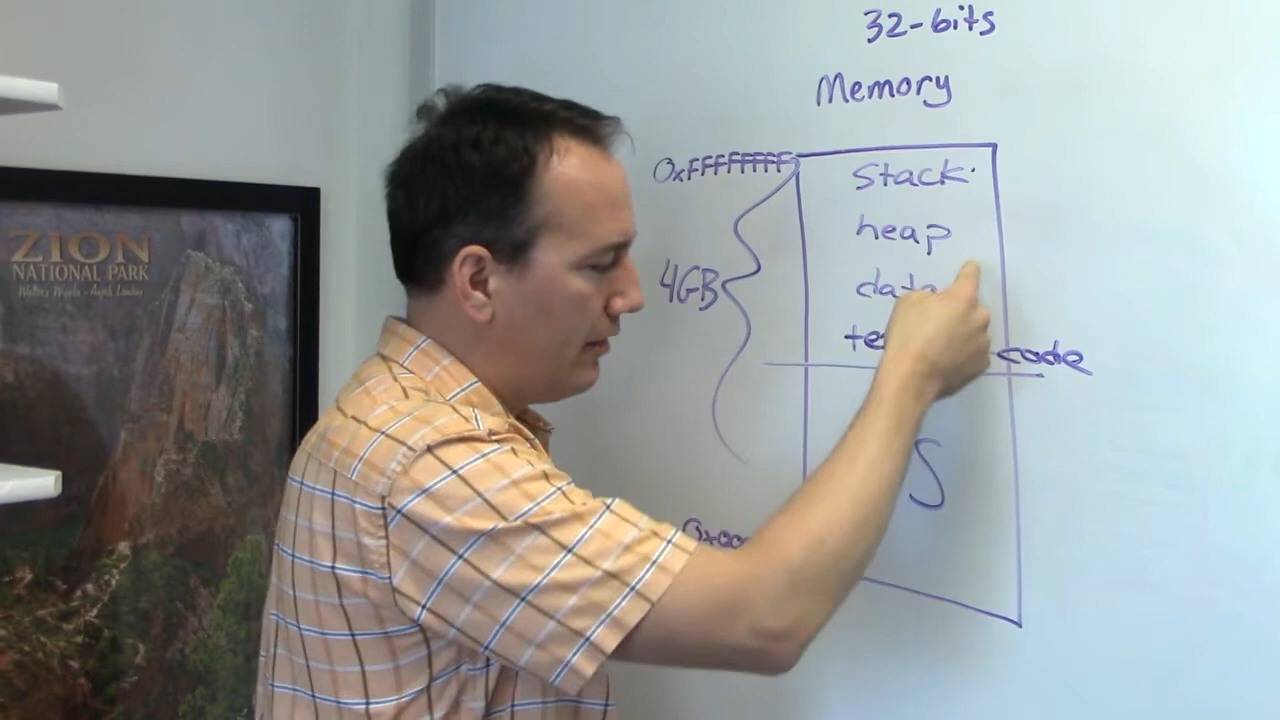 32-bits
Memory
0xFFFFFFFF
Stack
heap
4GB
code
S
ZION
NATIONAL PARK